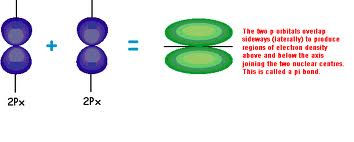 + =
The two p-orbitals overlap
sideways (laterally) to produce
regions of electron density
above and below the axis
joining the two nuclear centres.
This is called a pi bond.
2Px 2Px